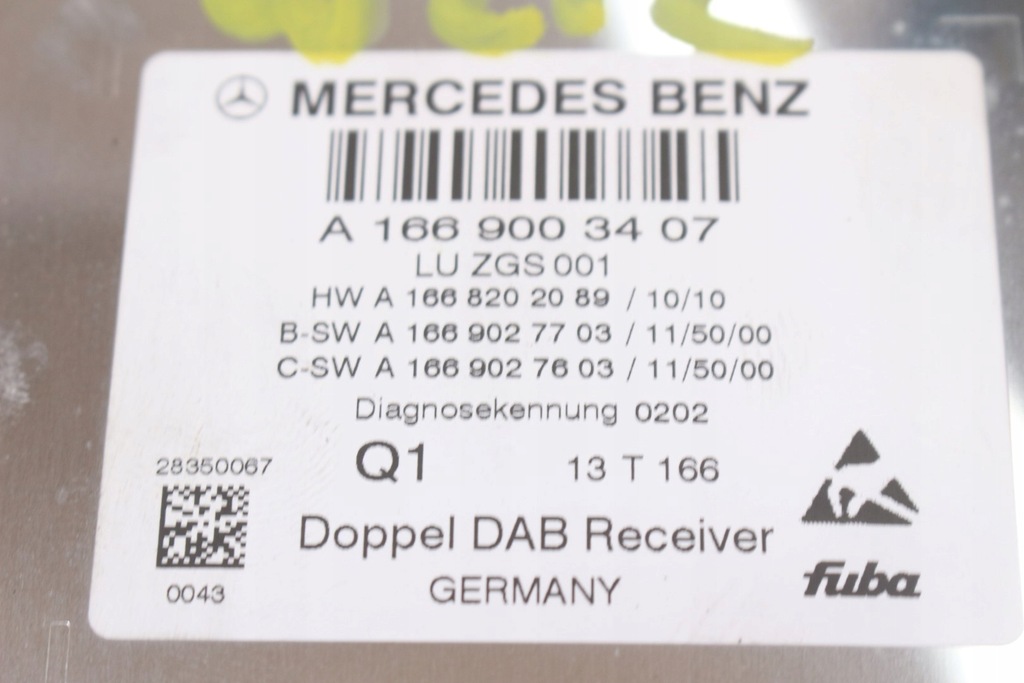 MERCEDES BENZ
A 166 900 34 07
LU ZGS 001
HW A 166 820 20 89 / 10/10
B-SW A 166 902 77 03 / 11/50/00
C-SW A 166 902 76 03 / 11/50/00
Diagnosekennung 0202
28350067
Q1 13 T 166
Doppel DAB Receiver
0043
GERMANY
fuba